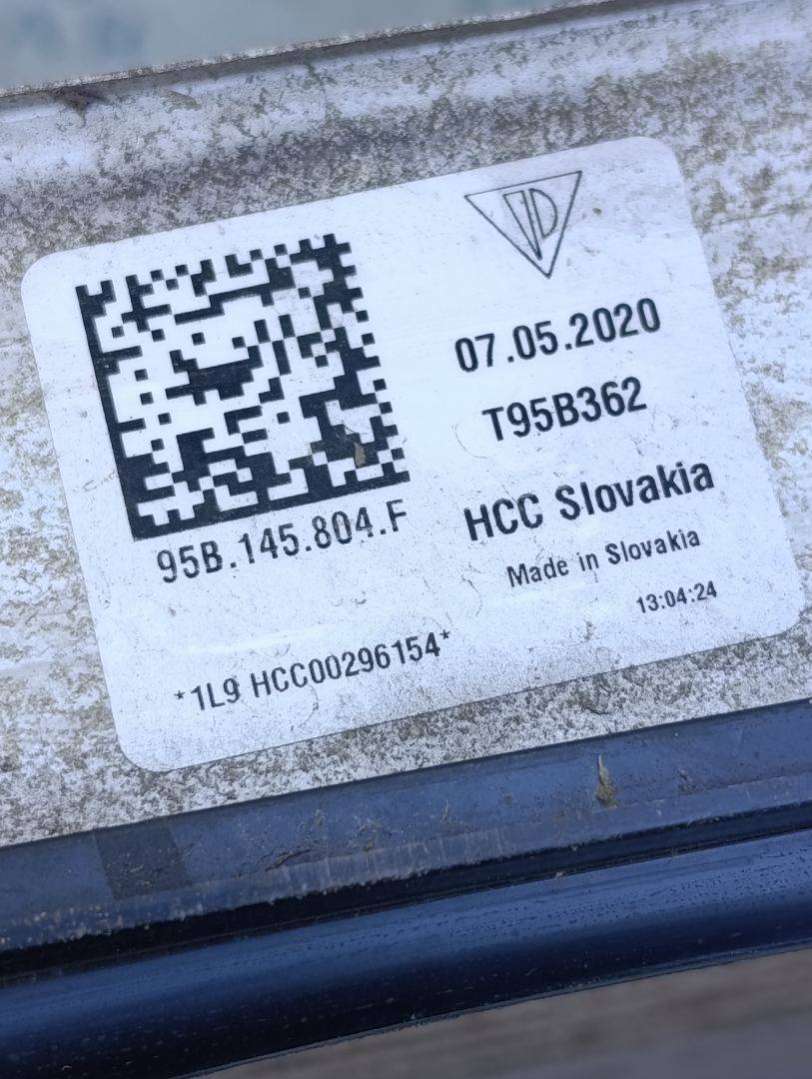 07.05.2020
T95B362
HCC Slovakia
Made in Slovakia
13:04:24
95B.145.804.F
*1L9 HCC00296154*